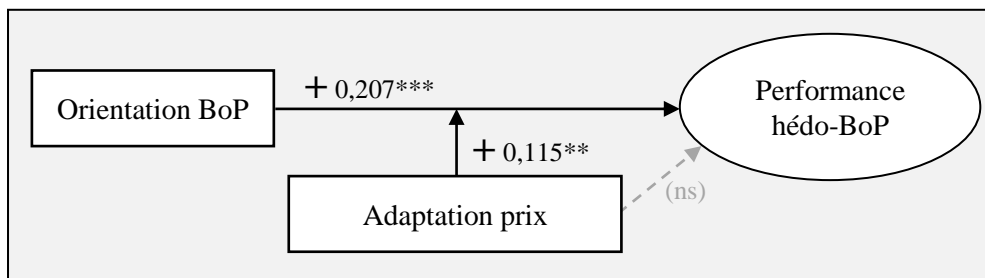 + 0,207***
Orientation BoP
Performance
hédo-BoP
+ 0,115**
(ns)
Adaptation prix